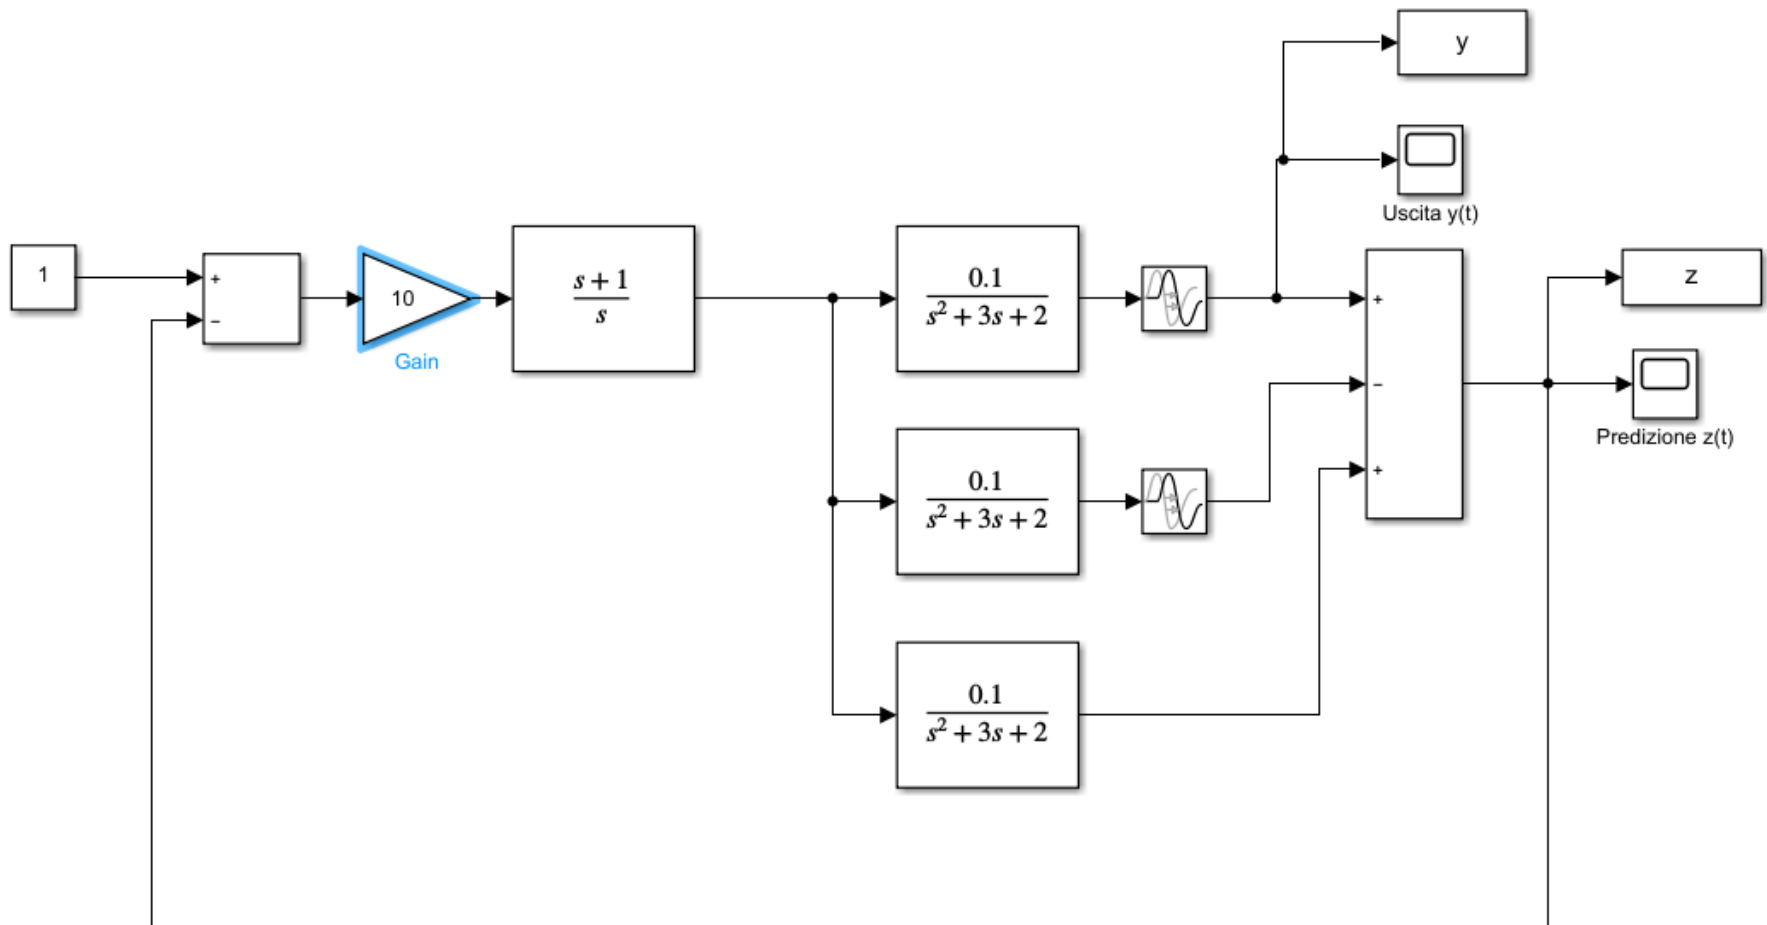 y
Uscita y(t)
1
+
−
10
Gain
s + 1
s
0.1
s² + 3s + 2
+
−
+
z
Predizione z(t)
0.1
s² + 3s + 2
0.1
s² + 3s + 2